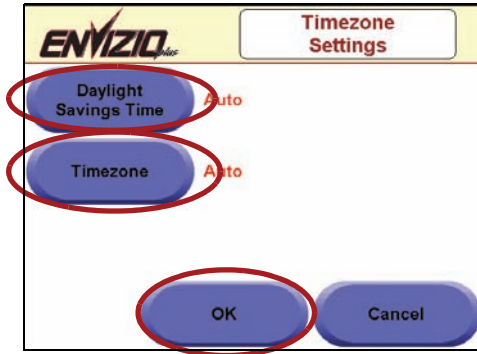 ENVIZIO plus
Timezone
Settings
Daylight
Savings Time
Auto
Timezone
Auto
OK
Cancel